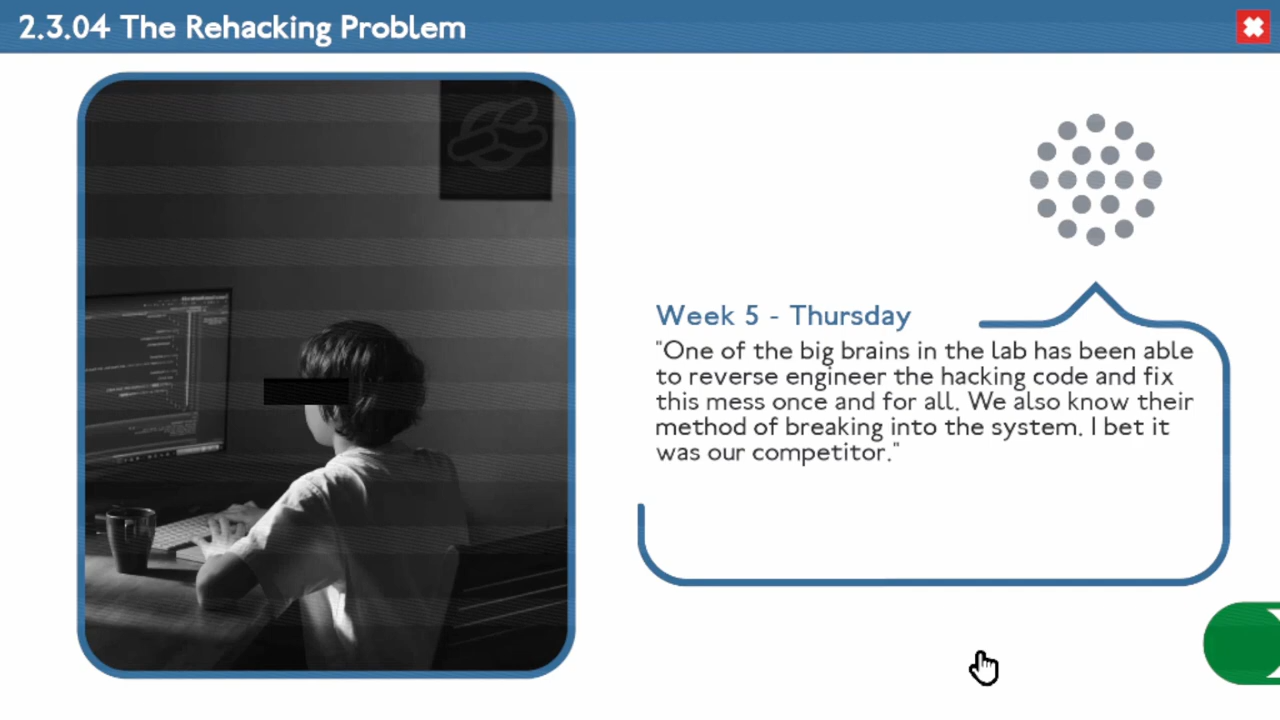 2.3.04 The Rehacking Problem
Week 5 - Thursday
"One of the big brains in the lab has been able
to reverse engineer the hacking code and fix
this mess once and for all. We also know their
method of breaking into the system. I bet it
was our competitor."